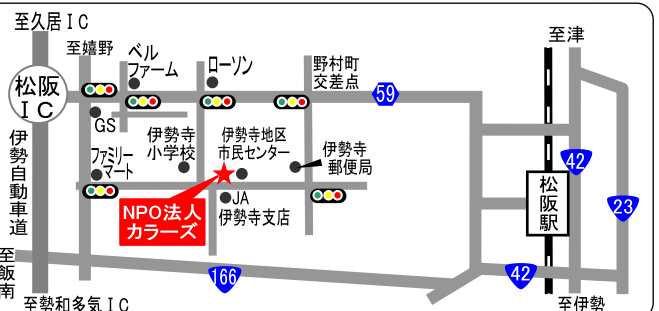 至久居IC
至嬉野
ベル
ファーム
ローソン
野村町
交差点
至津
松阪
IC
59
GS
伊勢寺
小学校
伊勢寺地区
市民センター
伊勢寺
郵便局
ファミリー
マート
42
伊勢自動車道
松阪駅
23
NPO法人
カラーズ
JA
伊勢寺支店
至飯南
166
42
至勢和多気IC
至伊勢